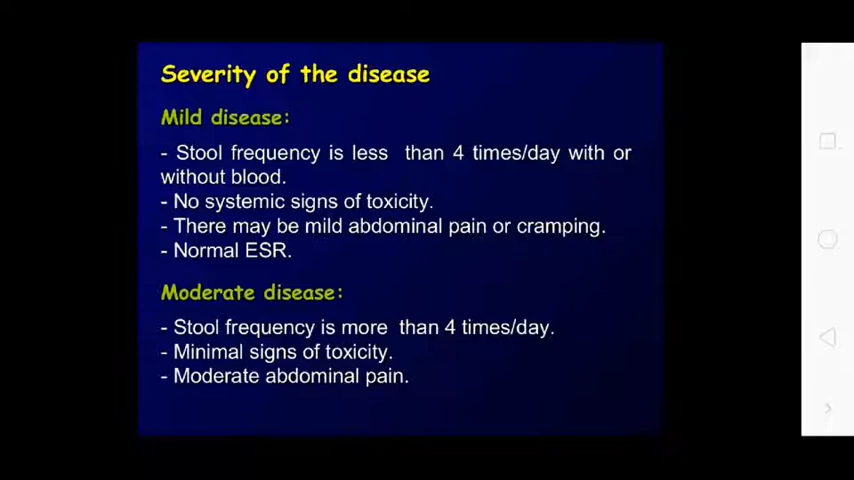 Severity of the disease
Mild disease:
- Stool frequency is less than 4 times/day with or
without blood.
- No systemic signs of toxicity.
- There may be mild abdominal pain or cramping.
- Normal ESR.
Moderate disease:
- Stool frequency is more than 4 times/day.
- Minimal signs of toxicity.
- Moderate abdominal pain.